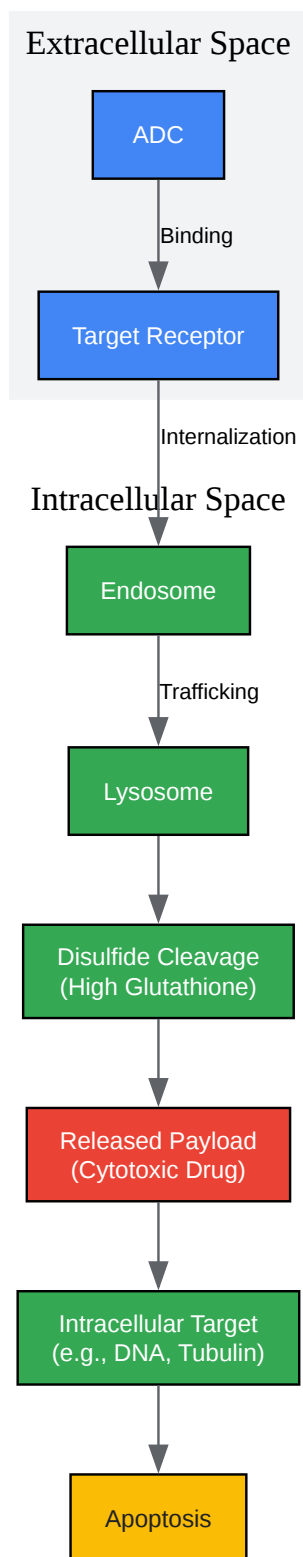 Extracellular Space
ADC
Binding
Target Receptor
Internalization
Intracellular Space
Endosome
Trafficking
Lysosome
Disulfide Cleavage
(High Glutathione)
Released Payload
(Cytotoxic Drug)
Intracellular Target
(e.g., DNA, Tubulin)
Apoptosis